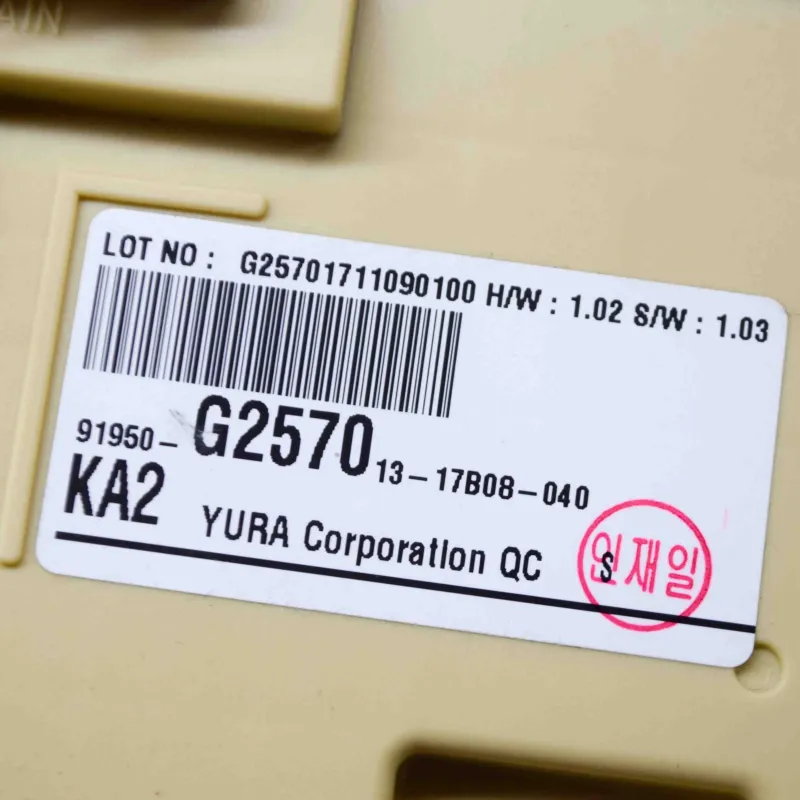 AIN
LOT NO : G25701711090100 H/W : 1.02 S/W : 1.03
91950- G2570 13-17B08-040
KA2 YURA Corporation QC S
인재일